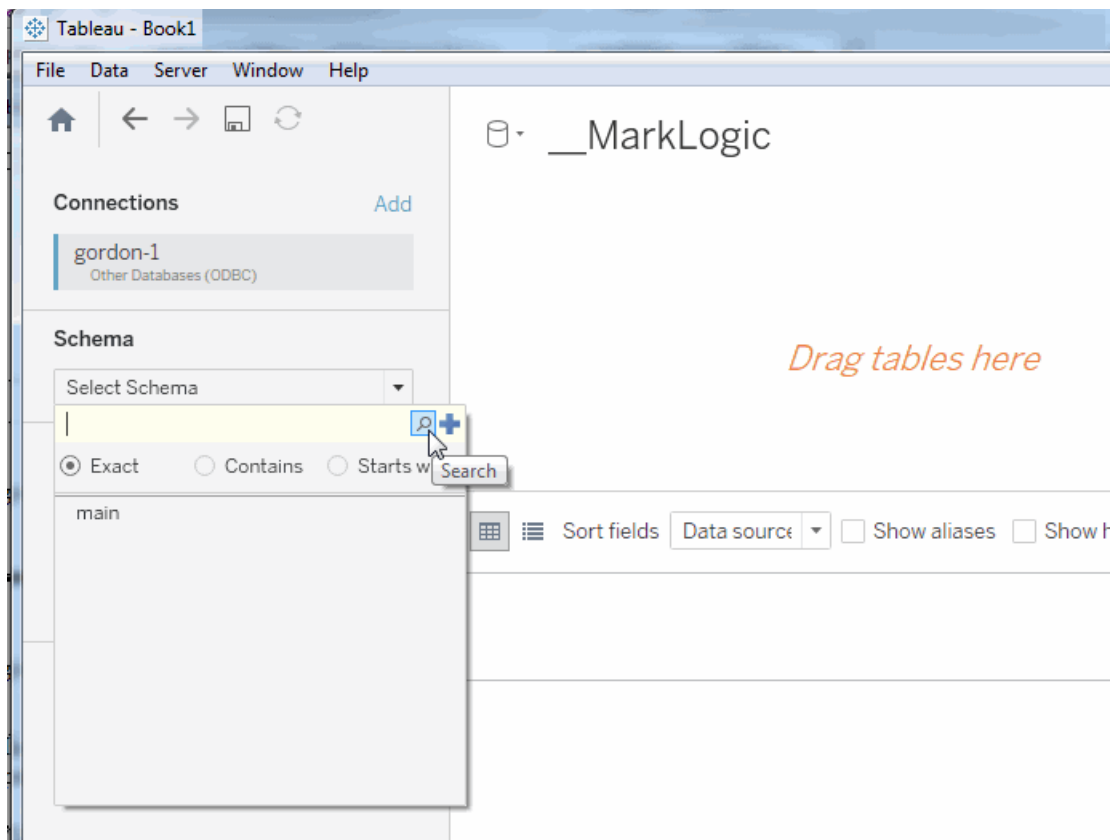 Tableau - Book1
File Data Server Window Help
__MarkLogic
Connections Add
gordon-1
Other Databases (ODBC)
Schema
Select Schema
Drag tables here
Exact Contains Starts w
Search
main
Sort fields Data source Show aliases Show h